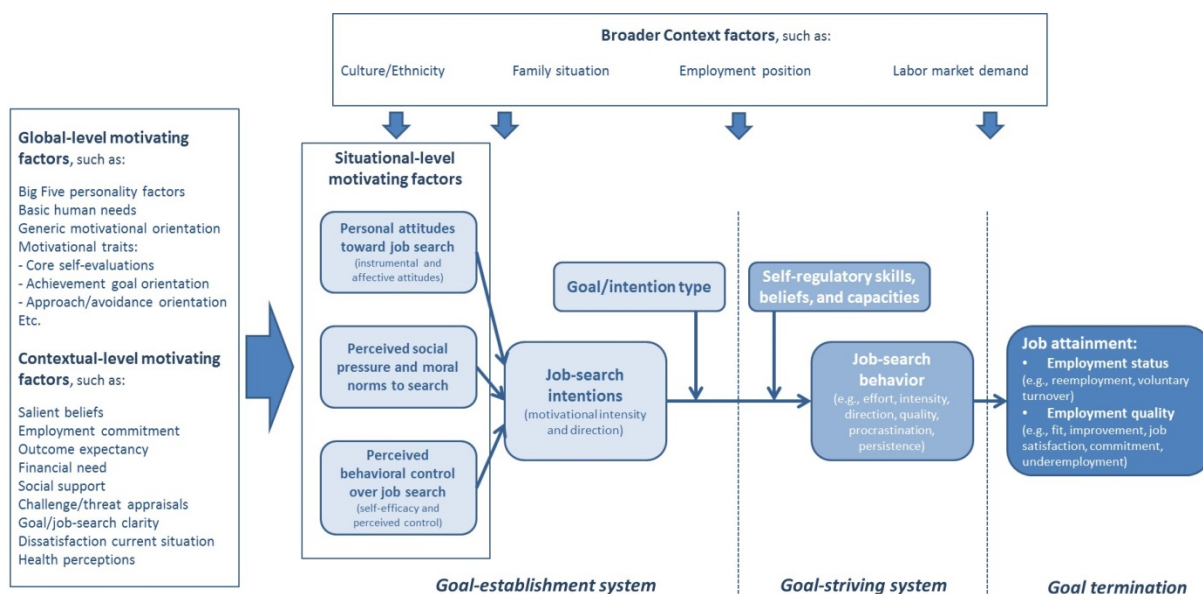 Broader Context factors, such as:
Culture/Ethnicity Family situation Employment position Labor market demand
Global-level motivating
factors, such as:
Big Five personality factors
Basic human needs
Generic motivational orientation
Motivational traits:
- Core self-evaluations
- Achievement goal orientation
- Approach/avoidance orientation
Etc.
Contextual-level motivating
factors, such as:
Salient beliefs
Employment commitment
Outcome expectancy
Financial need
Social support
Challenge/threat appraisals
Goal/job-search clarity
Dissatisfaction current situation
Health perceptions
Situational-level
motivating factors
Personal attitudes
toward job search
(instrumental and
affective attitudes)
Perceived social
pressure and moral
norms to search
Perceived
behavioral control
over job search
(self-efficacy and
perceived control)
Job-search
intentions
(motivational intensity
and direction)
Goal/intention type
Self-regulatory skills,
beliefs, and capacities
Job-search
behavior
(e.g., effort, intensity,
direction, quality,
procrastination,
persistence)
Job attainment:
• Employment status
(e.g., reemployment, voluntary
turnover)
• Employment quality
(e.g., fit, improvement, job
satisfaction, commitment,
underemployment)
Goal-establishment system
Goal-striving system
Goal termination